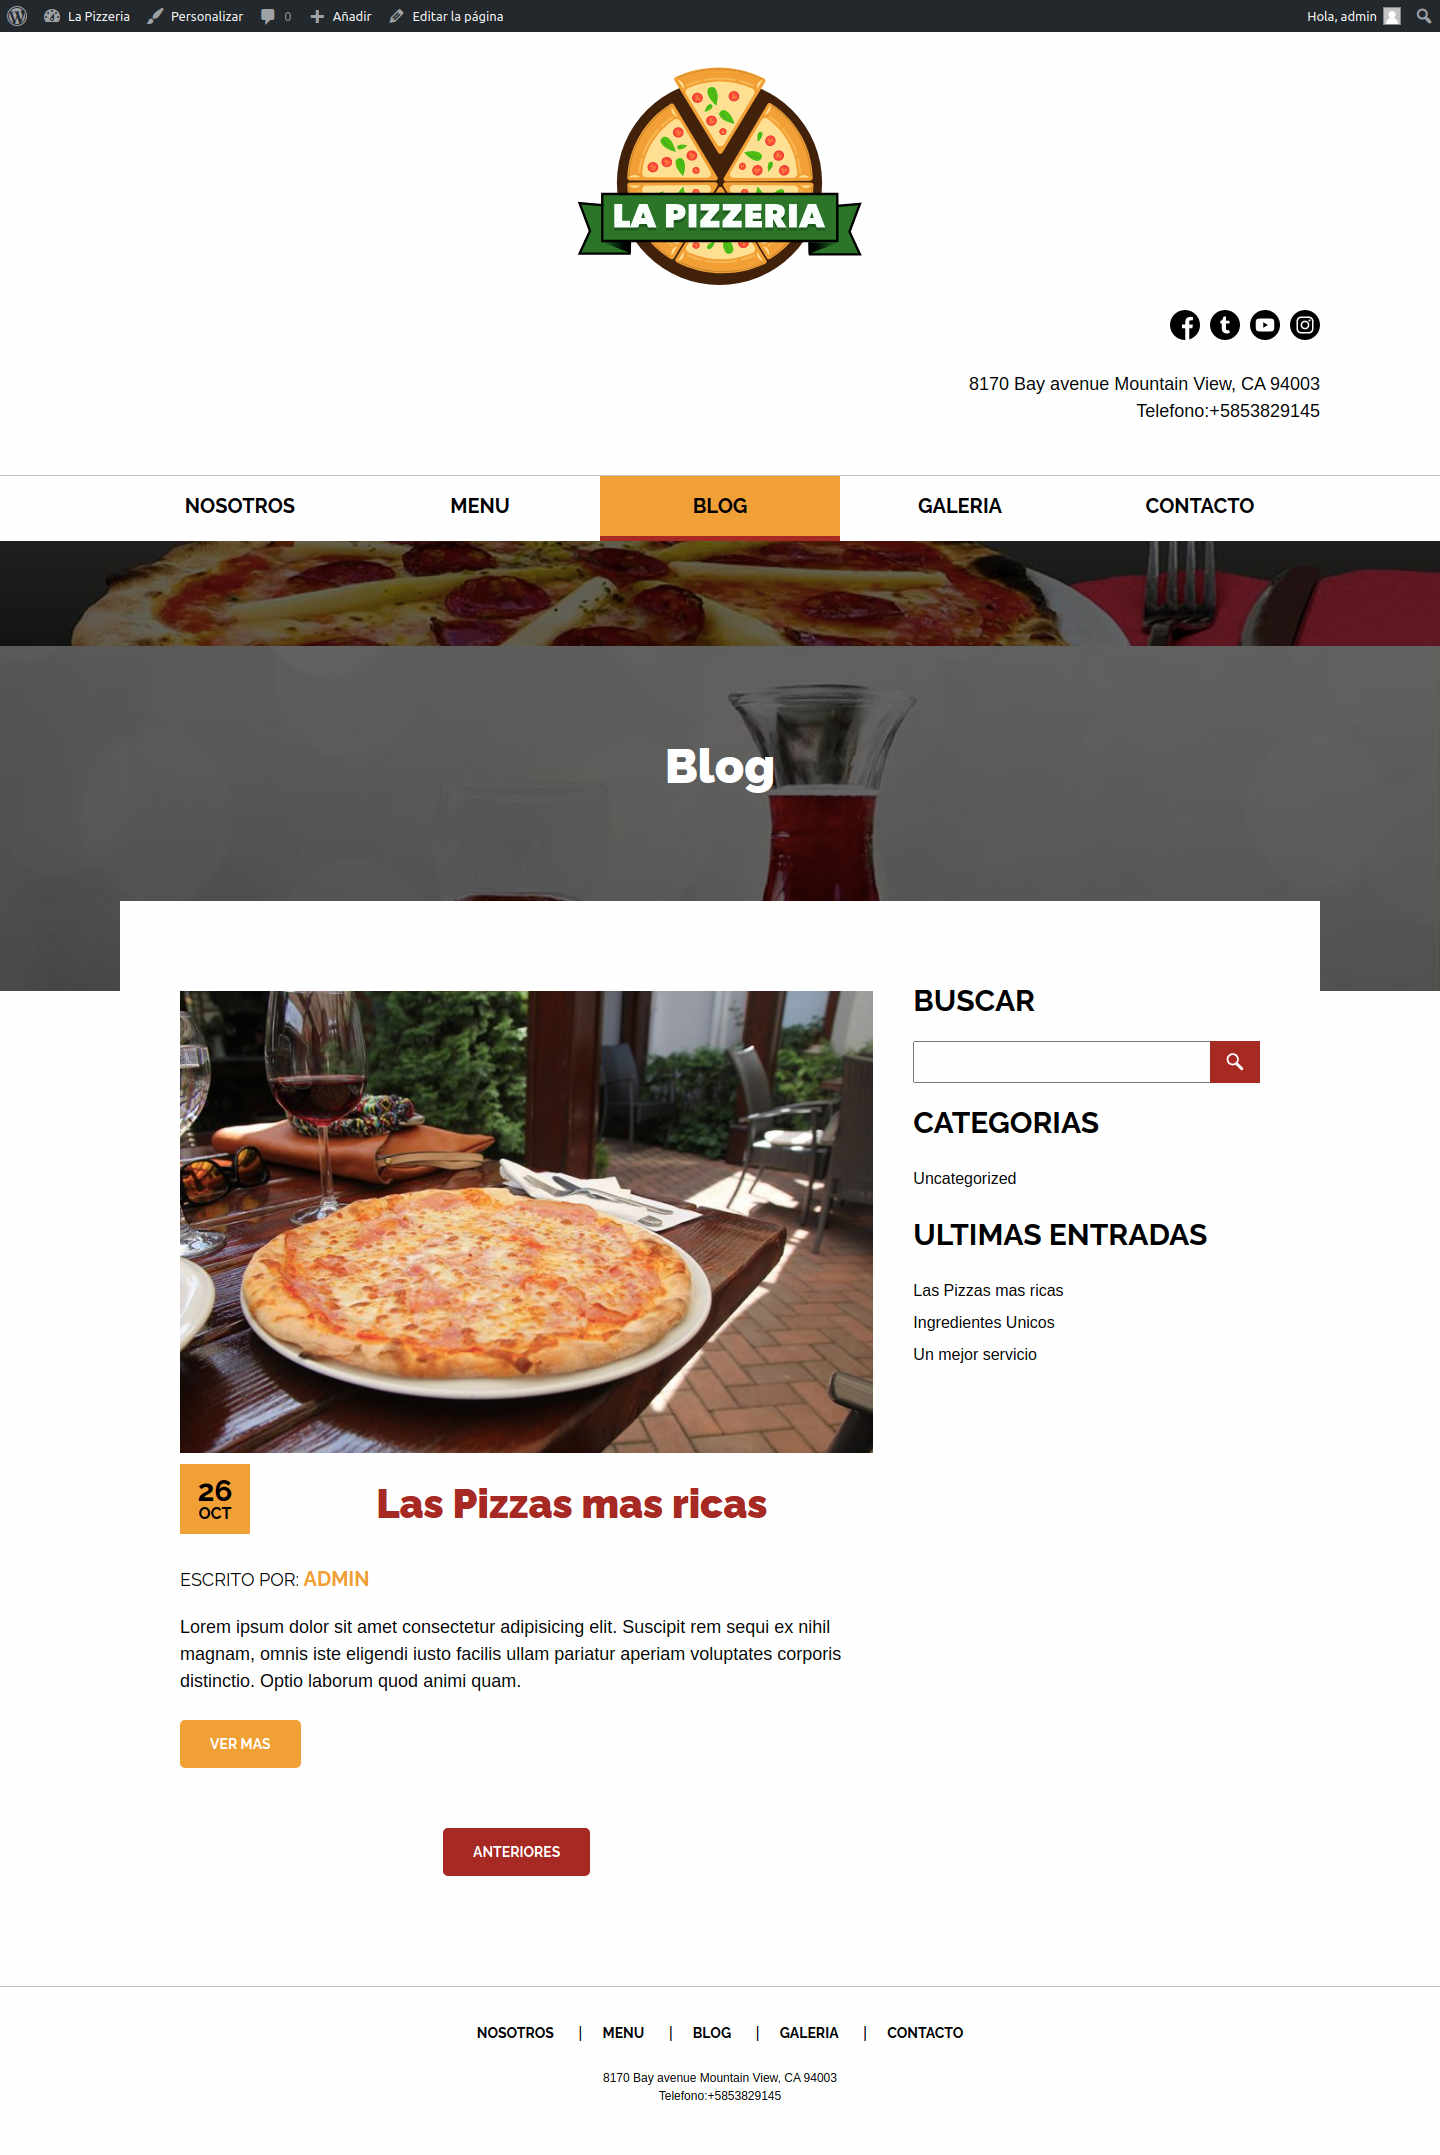 La Pizzeria Personalizar 0 Añadir Editar la página Hola, admin
LA PIZZERIA
8170 Bay avenue Mountain View, CA 94003
Telefono:+5853829145
NOSOTROS MENU BLOG GALERIA CONTACTO
Blog
BUSCAR
CATEGORIAS
Uncategorized
ULTIMAS ENTRADAS
Las Pizzas mas ricas
Ingredientes Unicos
Un mejor servicio
26
OCT
Las Pizzas mas ricas
ESCRITO POR: ADMIN
Lorem ipsum dolor sit amet consectetur adipisicing elit. Suscipit rem sequi ex nihil
magnam, omnis iste eligendi iusto facilis ullam pariatur aperiam voluptates corporis
distinctio. Optio laborum quod animi quam.
VER MAS
ANTERIORES
NOSOTROS | MENU | BLOG | GALERIA | CONTACTO
8170 Bay avenue Mountain View, CA 94003
Telefono:+5853829145